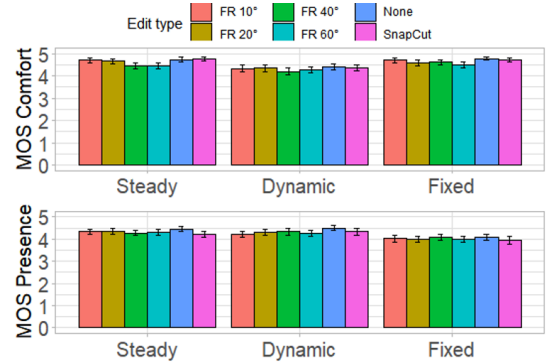 Edit type
FR 10° FR 40° None
FR 20° FR 60° SnapCut
MOS Comfort
5
4
3
2
1
0
Steady Dynamic Fixed
MOS Presence
5
4
3
2
1
0
Steady Dynamic Fixed